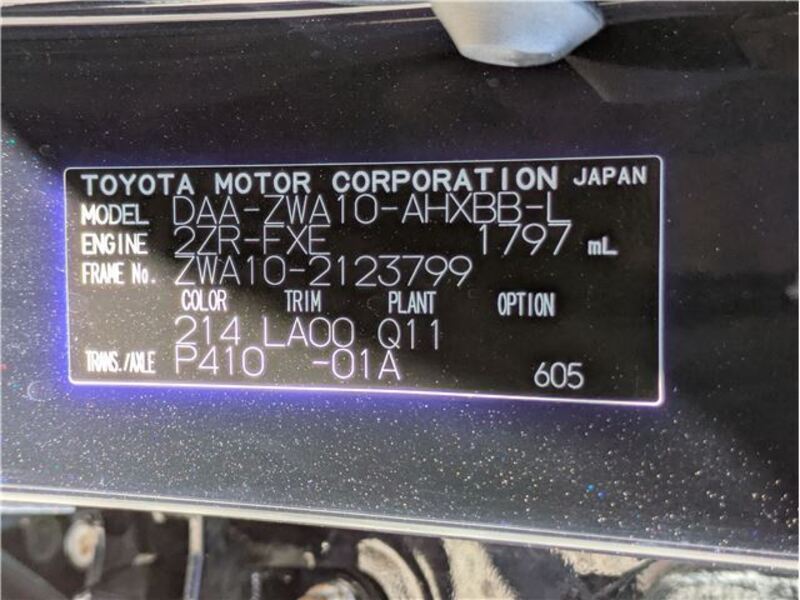 TOYOTA MOTOR CORPORATION JAPAN
MODEL DAA-ZWA10-AHXBB-L
ENGINE 2ZR-FXE 1797 mL
FRAME No. ZWA10-2123799
COLOR TRIM PLANT OPTION
214 LA00 Q11
TRANS./AXLE P410 -01A 605